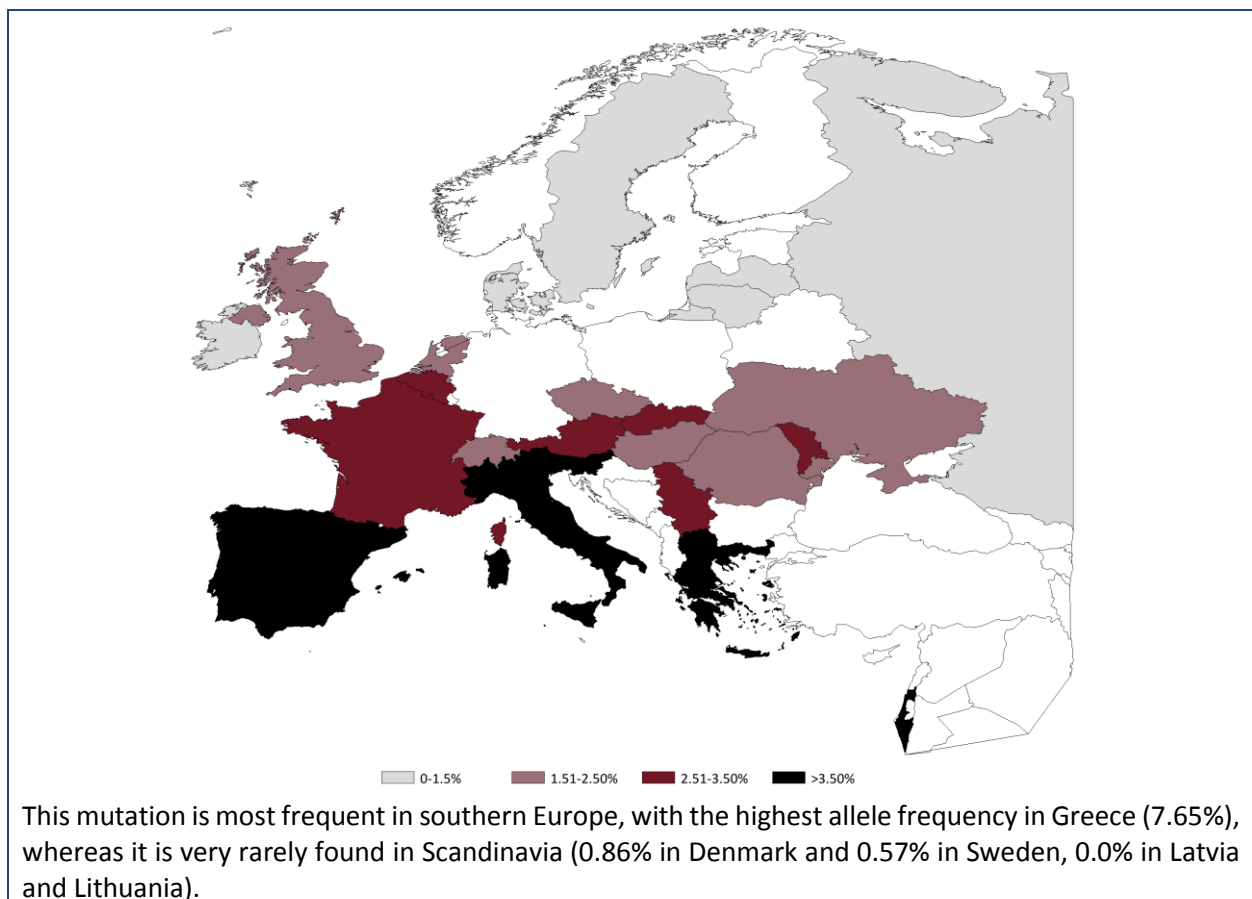 0-1.5% 1.51-2.50% 2.51-3.50% >3.50%
This mutation is most frequent in southern Europe, with the highest allele frequency in Greece (7.65%),
whereas it is very rarely found in Scandinavia (0.86% in Denmark and 0.57% in Sweden, 0.0% in Latvia
and Lithuania).